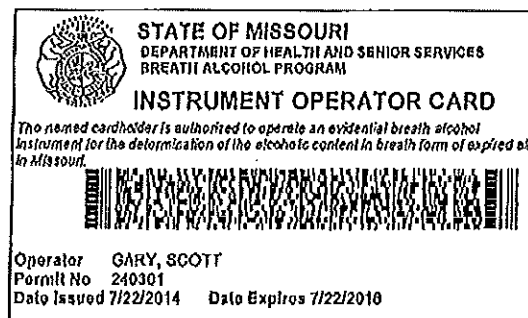 STATE OF MISSOURI
DEPARTMENT OF HEALTH AND SENIOR SERVICES
BREATH ALCOHOL PROGRAM
INSTRUMENT OPERATOR CARD
The named cardholder is authorized to operate an evidential breath alcohol
instrument for the determination of the alcoholic content in breath form of expired
in Missouri.
Operator GARY, SCOTT
Permit No 240301
Date Issued 7/22/2014 Date Expires 7/22/2016